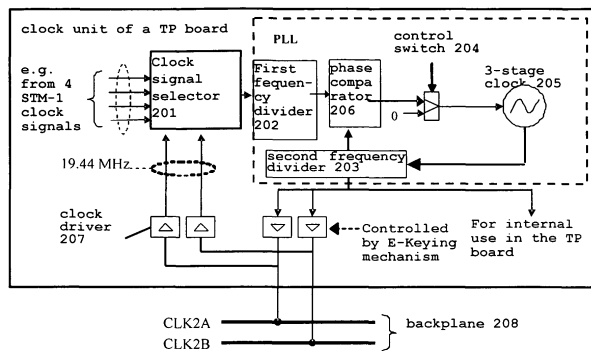 clock unit of a TP board
PLL
control
switch 204
e.g.
from 4
STM-1
clock
signals
Clock
signal
selector
201
First
fequen-
cy
divider
202
phase
compa
rator
206
0
3-stage
clock 205
second frequency
divider 203
19.44 MHz
clock
driver
207
Controlled
by E-Keying
mechanism
For internal
use in the TP
board
CLK2A
CLK2B
backplane 208